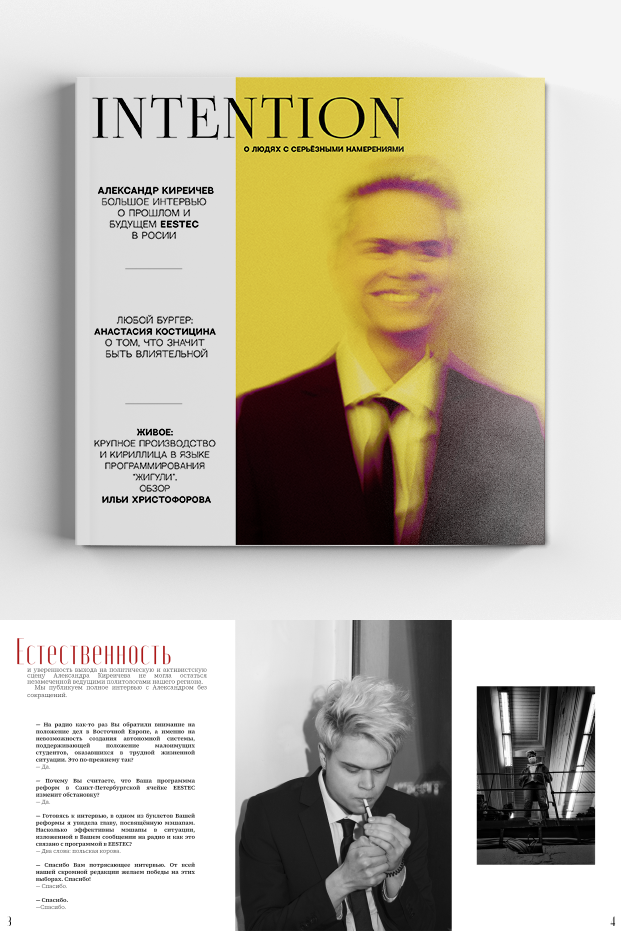 INTENTION
О ЛЮДЯХ С СЕРЬЁЗНЫМИ НАМЕРЕНИЯМИ
АЛЕКСАНДР КИРЕИЧЕВ
БОЛЬШОЕ ИНТЕРВЬЮ
О ПРОШЛОМ И
БУДУЩЕМ EESTEC
В РОСИИ
ЛЮБОЙ БУРГЕР:
АНАСТАСИЯ КОСТИЦИНА
О ТОМ, ЧТО ЗНАЧИТ
БЫТЬ ВЛИЯТЕЛЬНОЙ
ЖИВОЕ:
КРУПНОЕ ПРОИЗВОДСТВО
И КИРИЛЛИЦА В ЯЗЫКЕ
ПРОГРАММИРОВАНИЯ
"ЖИГУЛИ".
ОБЗОР
ИЛЬИ ХРИСТОФОРОВА
Естественность
и уверенность выхода на политическую и активистскую
сцену Александра Киреичева не могла остаться
незамеченной ведущими политологами нашего региона.
Мы публикуем полное интервью с Александром без
сокращений.
— На радио как-то раз Вы обратили внимание на
положение дел в Восточной Европе, а именно на
невозможность создания автономной системы,
поддерживающей положение малоимущих
студентов, оказавшихся в трудной жизненной
ситуации. Это по-прежнему так?
— Да.
— Почему Вы считаете, что Ваша программа
реформ в Санкт-Петербургской ячейке EESTEC
изменит обстановку?
— Да.
— Готовясь к интервью, в одном из буклетов Вашей
реформы я увидела главу, посвящённую мэшапам.
Насколько эффективны мэшапы в ситуации,
изложенной в Вашем сообщении на радио и как это
связано с программой в EESTEC?
— Два слова: польская корова.
— Спасибо Вам потрясающее интервью. От всей
нашей скромной редакции желаем победы на этих
выборах. Спасибо!
— Спасибо.
— Спасибо.
—Спасибо.
3
4